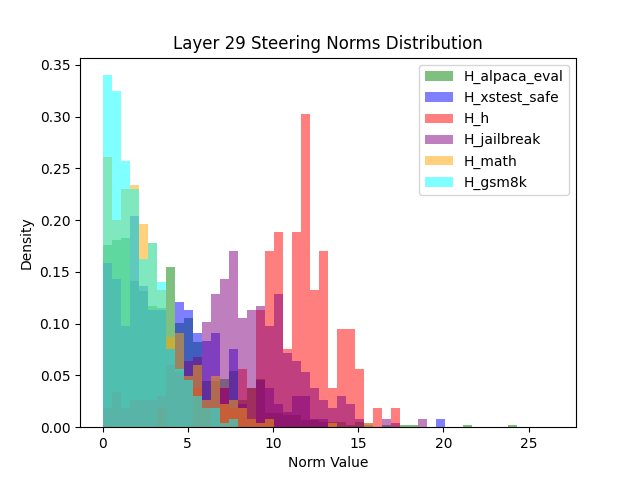 Layer 29 Steering Norms Distribution
0.35
0.30
0.25
0.20
0.15
0.10
0.05
0.00
Density
H_alpaca_eval
H_xstest_safe
H_h
H_jailbreak
H_math
H_gsm8k
0 5 10 15 20 25
Norm Value